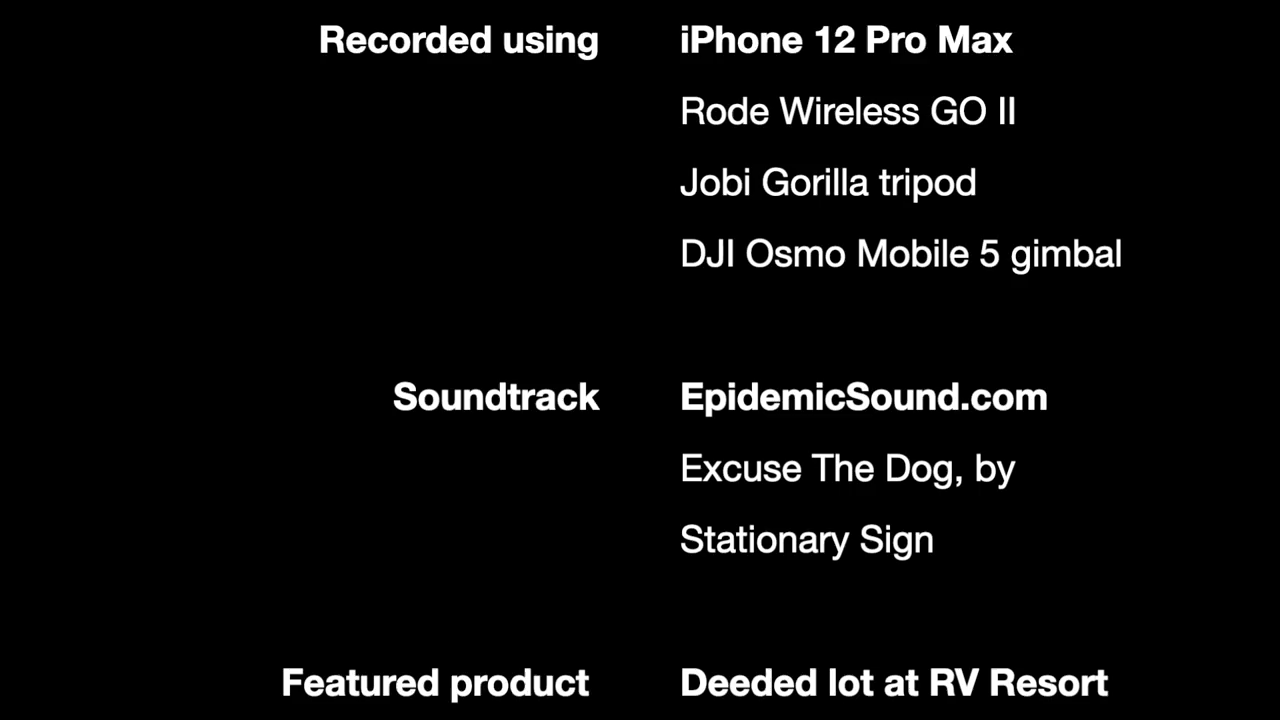 Recorded using iPhone 12 Pro Max
Rode Wireless GO II
Jobi Gorilla tripod
DJI Osmo Mobile 5 gimbal
Soundtrack EpidemicSound.com
Excuse The Dog, by
Stationary Sign
Featured product Deeded lot at RV Resort